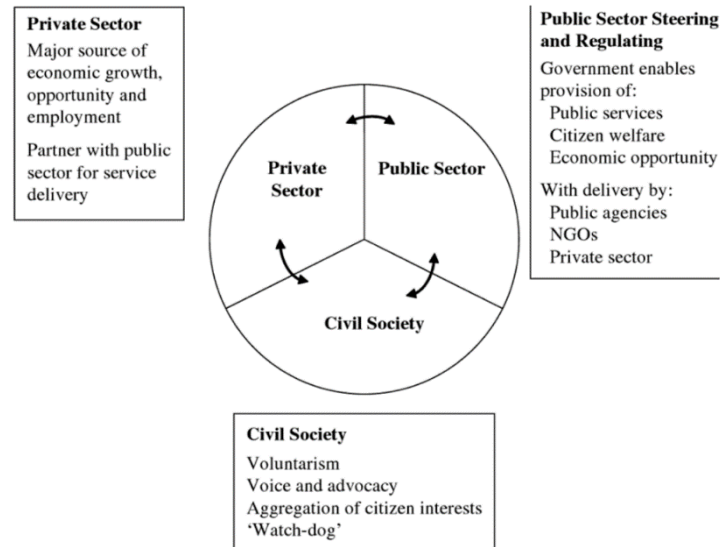 Private Sector
Major source of
economic growth,
opportunity and
employment
Partner with public
sector for service
delivery
Public Sector Steering
and Regulating
Government enables
provision of:
Public services
Citizen welfare
Economic opportunity
With delivery by:
Public agencies
NGOs
Private sector
Private
Sector
Public Sector
Civil Society
Civil Society
Voluntarism
Voice and advocacy
Aggregation of citizen interests
‘Watch-dog’